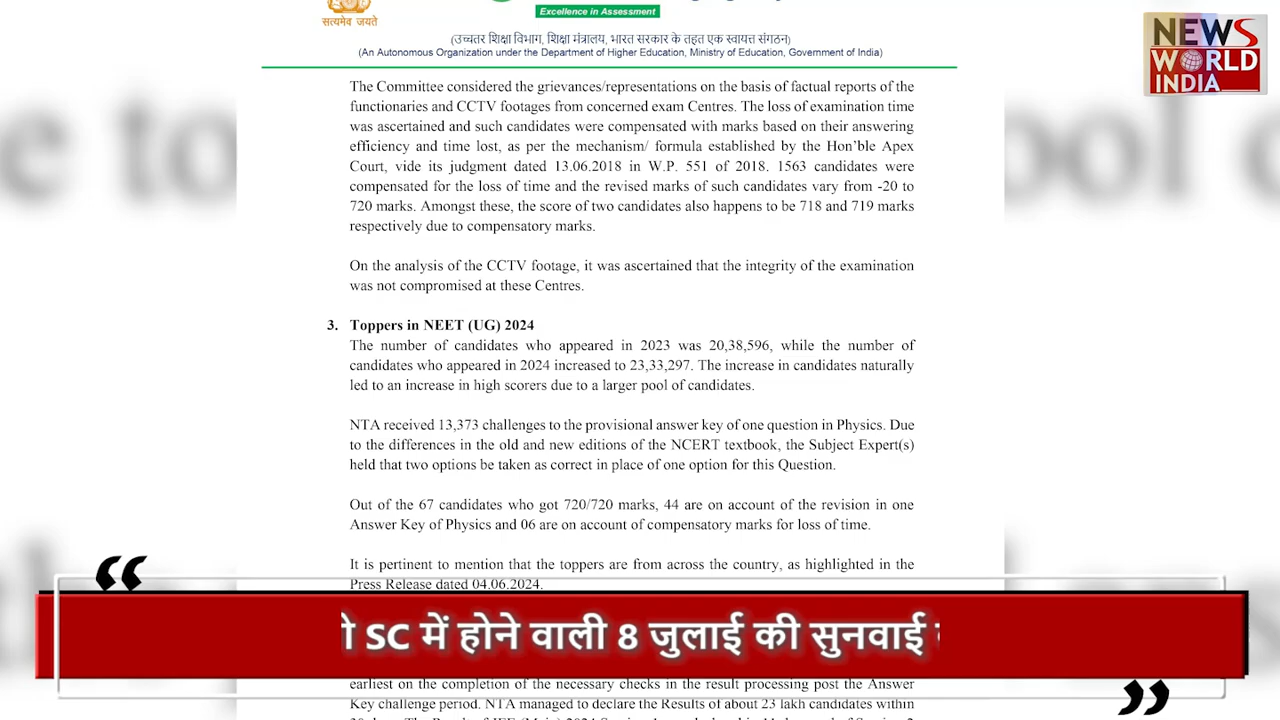 सत्यमेव जयते
Excellence in Assessment
(उच्चतर शिक्षा विभाग, शिक्षा मंत्रालय, भारत सरकार के तहत एक स्वायत्त संगठन)
(An Autonomous Organization under the Department of Higher Education, Ministry of Education, Government of India)
NEWS
WORLD
INDIA
The Committee considered the grievances/representations on the basis of factual reports of the
functionaries and CCTV footages from concerned exam Centres. The loss of examination time
was ascertained and such candidates were compensated with marks based on their answering
efficiency and time lost, as per the mechanism/ formula established by the Hon'ble Apex
Court, vide its judgment dated 13.06.2018 in W.P. 551 of 2018. 1563 candidates were
compensated for the loss of time and the revised marks of such candidates vary from -20 to
720 marks. Amongst these, the score of two candidates also happens to be 718 and 719 marks
respectively due to compensatory marks.
On the analysis of the CCTV footage, it was ascertained that the integrity of the examination
was not compromised at these Centres.
3. Toppers in NEET (UG) 2024
The number of candidates who appeared in 2023 was 20,38,596, while the number of
candidates who appeared in 2024 increased to 23,33,297. The increase in candidates naturally
led to an increase in high scorers due to a larger pool of candidates.
NTA received 13,373 challenges to the provisional answer key of one question in Physics. Due
to the differences in the old and new editions of the NCERT textbook, the Subject Expert(s)
held that two options be taken as correct in place of one option for this Question.
Out of the 67 candidates who got 720/720 marks, 44 are on account of the revision in one
Answer Key of Physics and 06 are on account of compensatory marks for loss of time.
It is pertinent to mention that the toppers are from across the country, as highlighted in the
Press Release dated 04.06.2024.
SC में होने वाली 8 जुलाई की सुनवाई
earliest on the completion of the necessary checks in the result processing post the Answer
Key challenge period. NTA managed to declare the Results of about 23 lakh candidates within